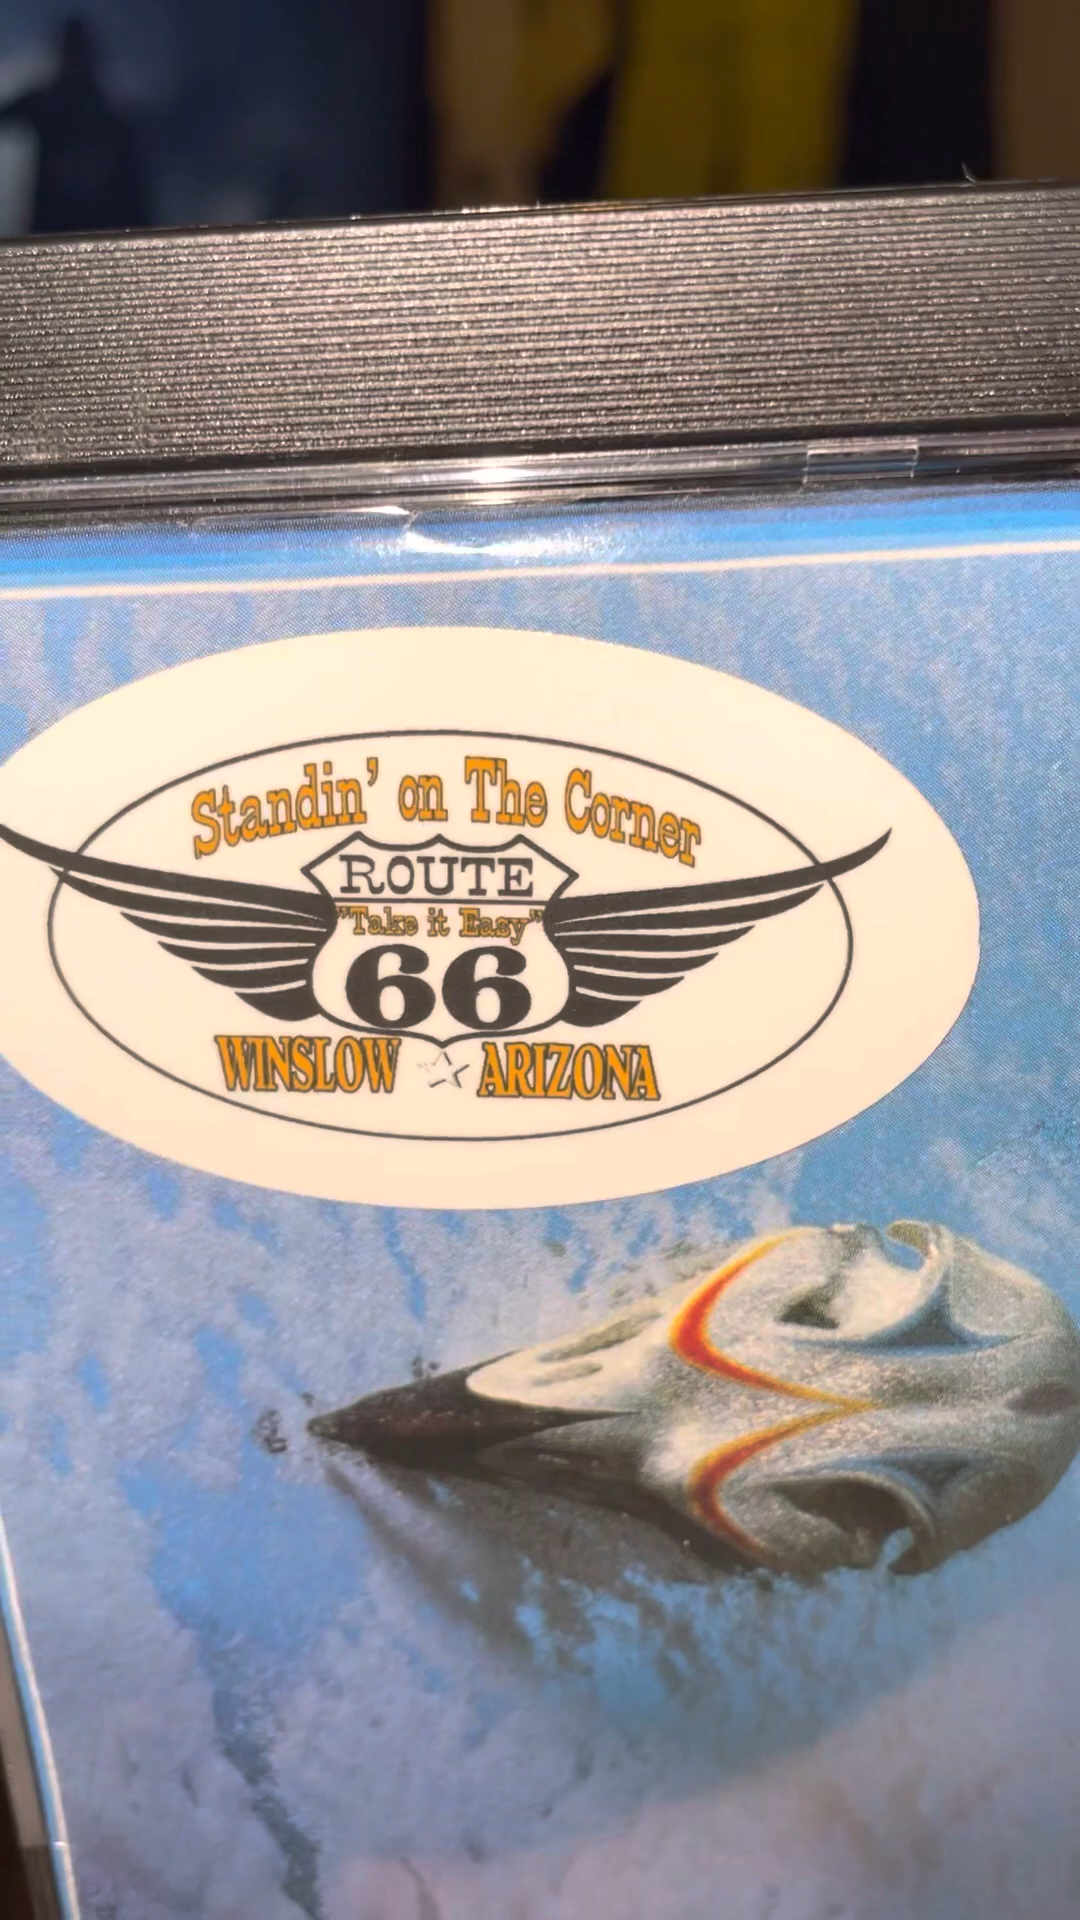 Standin' on The Corner
ROUTE
"Take it Easy"
66
WINSLOW ARIZONA